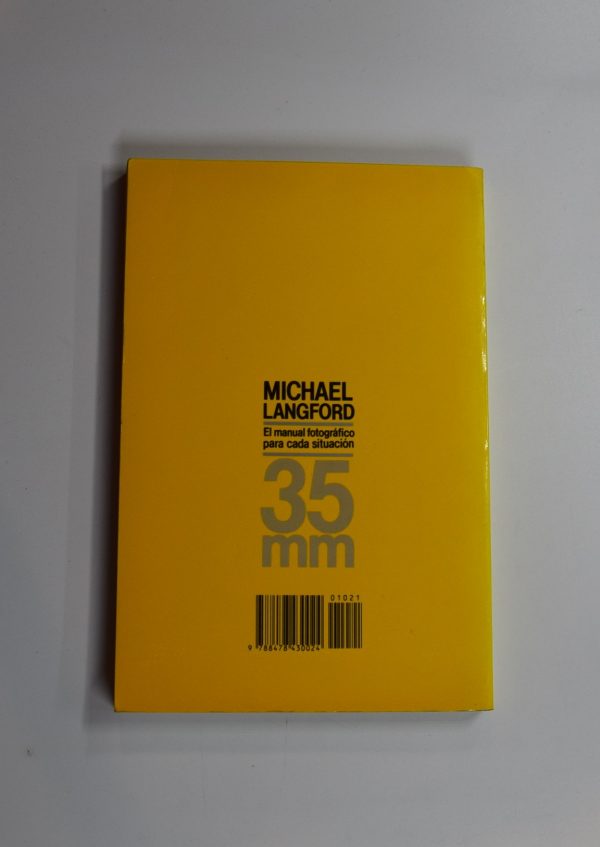 MICHAEL
LANGFORD
El manual fotográfico
para cada situación
35
mm
01021
9 788478 430024